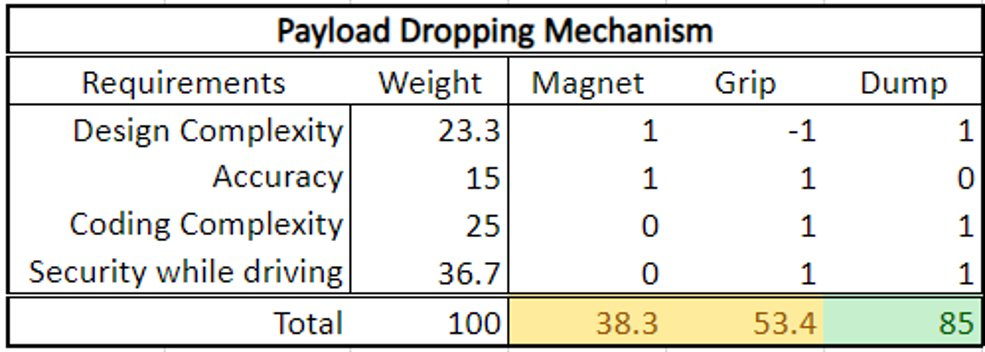 Payload Dropping Mechanism
Requirements Weight Magnet Grip Dump
Design Complexity 23.3 1 -1 1
Accuracy 15 1 1 0
Coding Complexity 25 0 1 1
Security while driving 36.7 0 1 1
Total 100 38.3 53.4 85